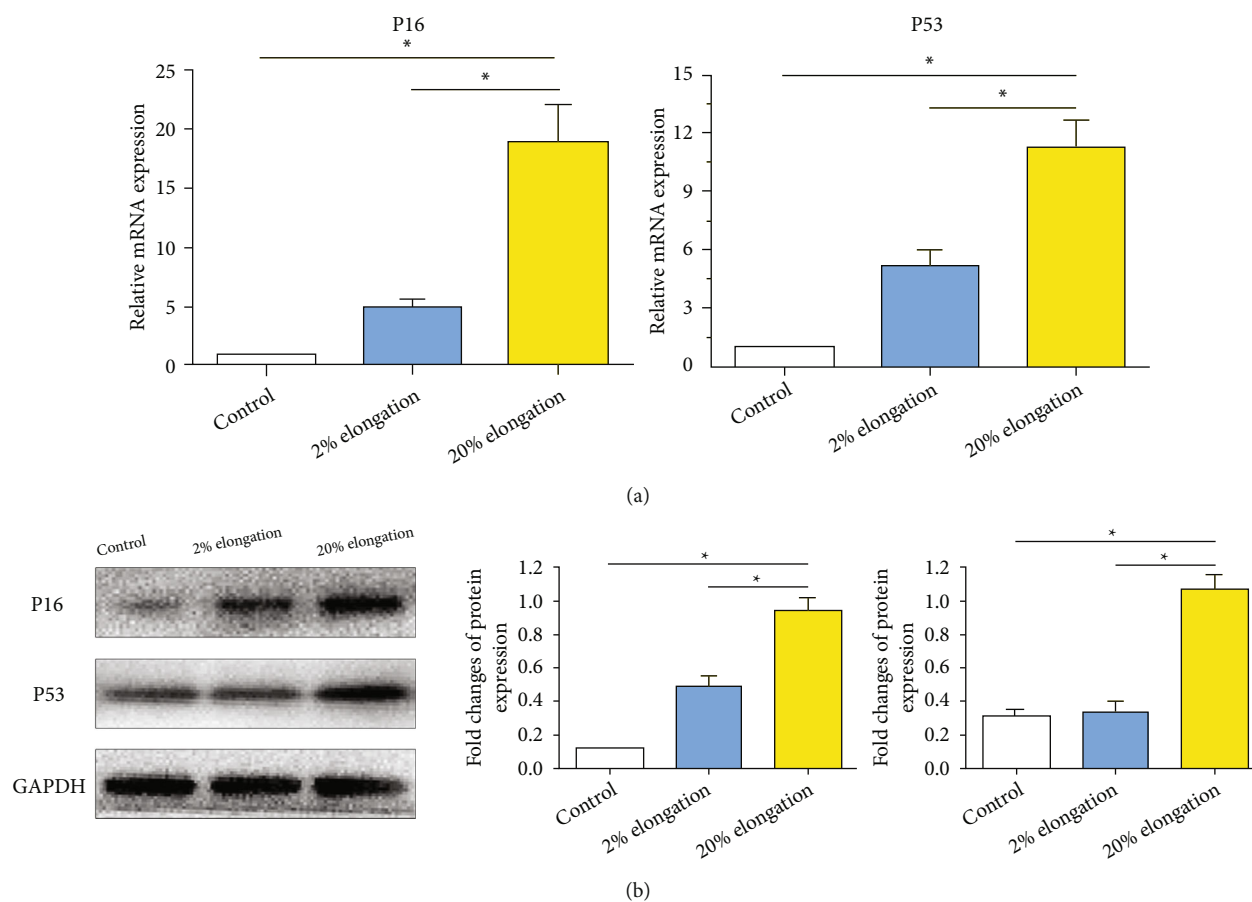 P16
*
*
25
20
15
10
5
0
Relative mRNA expression
Control
2% elongation
20% elongation
P53
*
*
15
12
9
6
3
0
Relative mRNA expression
Control
2% elongation
20% elongation
(a)
Control
2% elongation
20% elongation
P16
P53
GAPDH
*
*
1.2
1.0
0.8
0.6
0.4
0.2
0.0
Fold changes of protein
expression
Control
2% elongation
20% elongation
*
*
1.2
1.0
0.8
0.6
0.4
0.2
0.0
Fold changes of protein
expression
Control
2% elongation
20% elongation
(b)